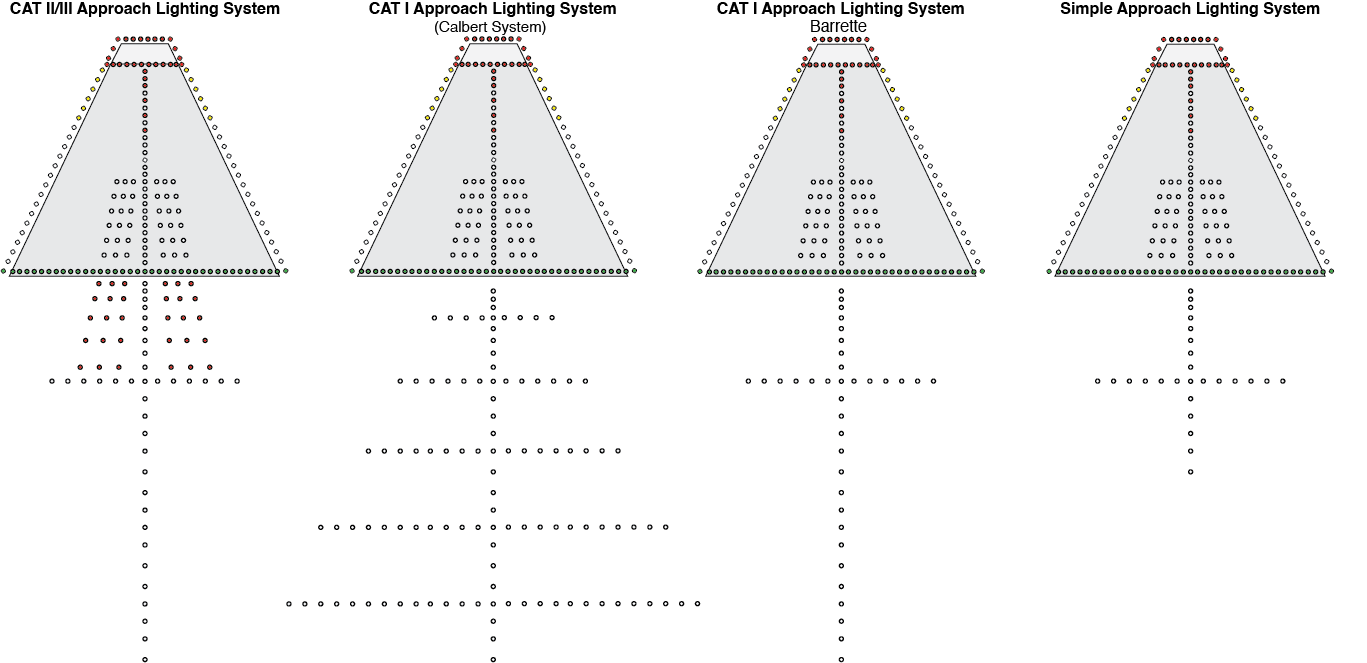 CAT II/III Approach Lighting System
CAT I Approach Lighting System
(Calbert System)
CAT I Approach Lighting System
Barrette
Simple Approach Lighting System